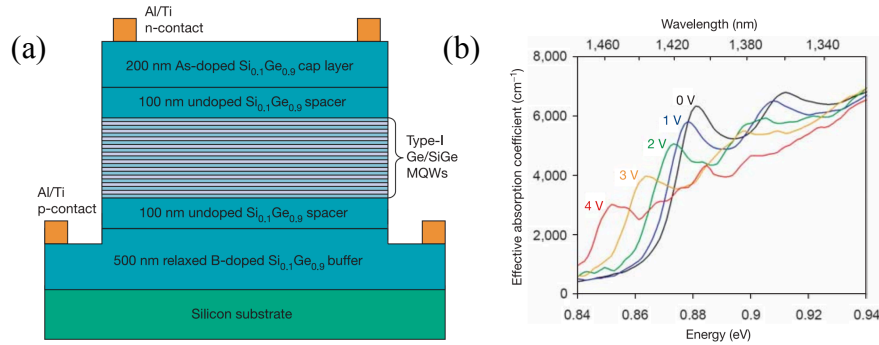 (a)
Al/Ti
n-contact
200 nm As-doped Si₀.₁Ge₀.₉ cap layer
100 nm undoped Si₀.₁Ge₀.₉ spacer
Type-I
Ge/SiGe
MQWs
Al/Ti
p-contact
100 nm undoped Si₀.₁Ge₀.₉ spacer
500 nm relaxed B-doped Si₀.₁Ge₀.₉ buffer
Silicon substrate
(b)
Wavelength (nm)
1,460 1,420 1,380 1,340
Effective absorption coefficient (cm⁻¹)
8,000
6,000
4,000
2,000
0
0 V
1 V
2 V
3 V
4 V
0.84 0.86 0.88 0.9 0.92 0.94
Energy (eV)